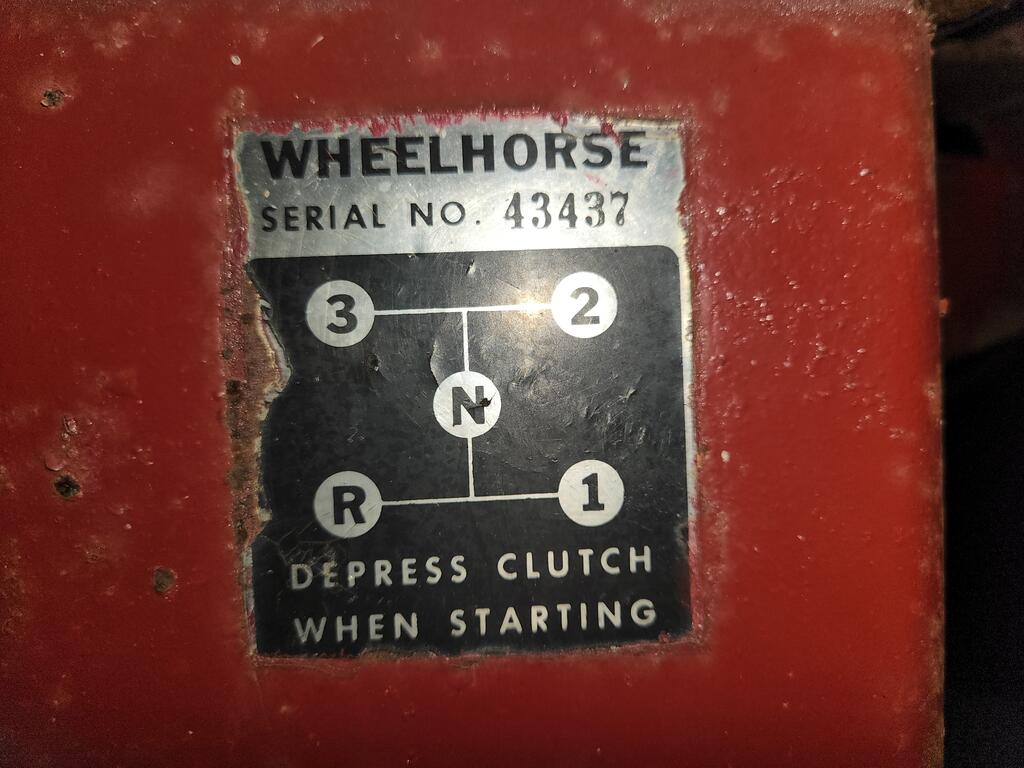 WHEELHORSE
SERIAL NO. 43437
3 2
N
R 1
DEPRESS CLUTCH
WHEN STARTING